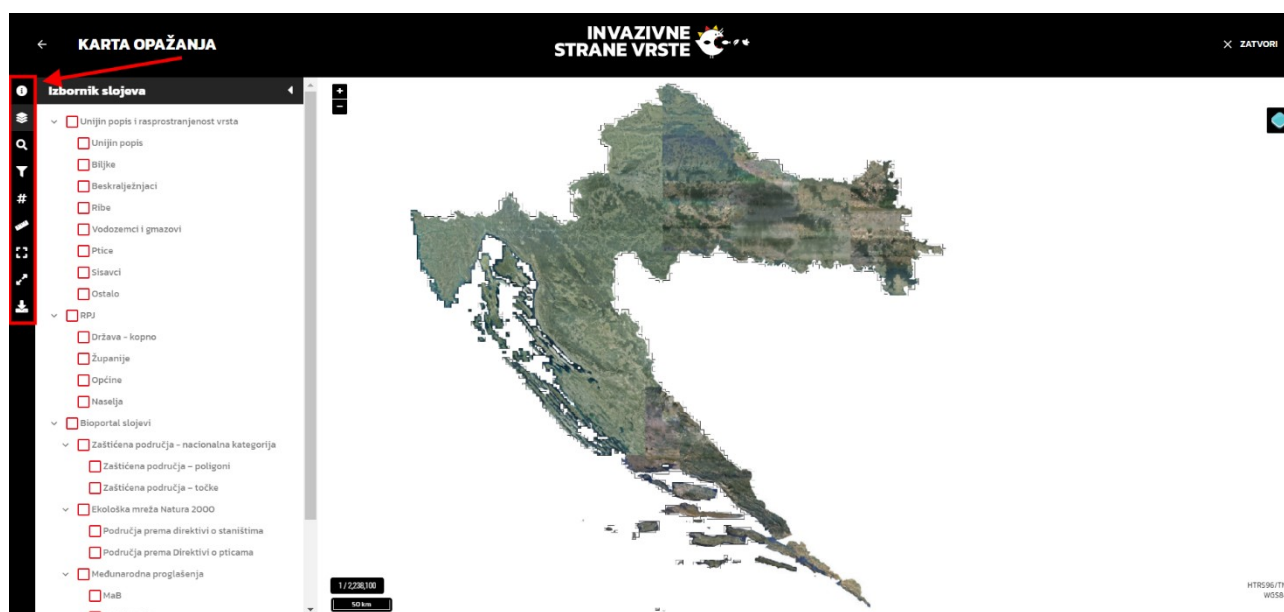 KARTA OPAŽANJA
INVAZIVNE
STRANE VRSTE
ZATVORI
Izbornik slojeva
Unijin popis i rasprostranjenost vrsta
Unijin popis
Biljke
Beskralježnjaci
Ribe
Vodozemci i gmazovi
Ptice
Sisavci
Ostalo
RPJ
Država - kopno
Županije
Općine
Naselja
Bioportal slojevi
Zaštićena područja - nacionalna kategorija
Zaštićena područja – poligoni
Zaštićena područja – točke
Ekološka mreža Natura 2000
Područja prema direktivi o staništima
Područja prema Direktivi o pticama
Međunarodna proglašenja
MaB
1 / 2,238,100
50 km
HTRS96/TM
WGS8